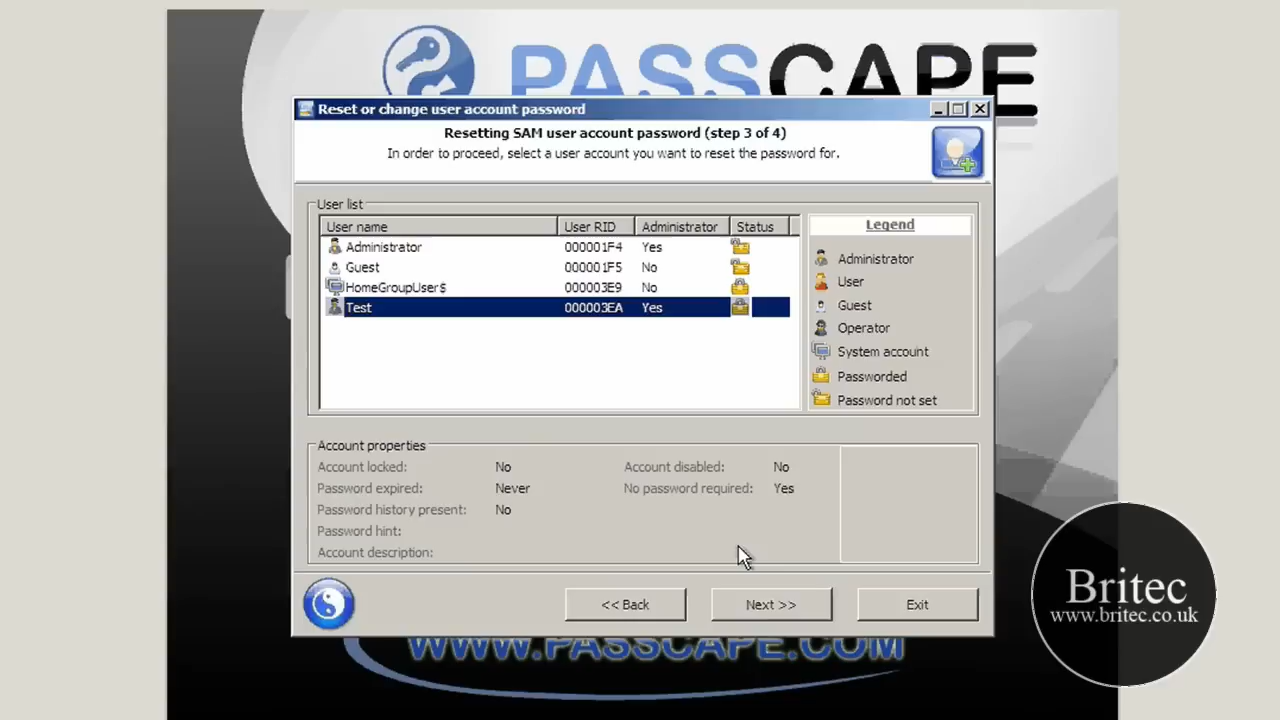 PASSCAPE
Reset or change user account password
Resetting SAM user account password (step 3 of 4)
In order to proceed, select a user account you want to reset the password for.
User list
User name User RID Administrator Status
Administrator 000001F4 Yes
Guest 000001F5 No
HomeGroupUser$ 000003E9 No
Test 000003EA Yes
Legend
Administrator
User
Guest
Operator
System account
Passworded
Password not set
Account properties
Account locked: No Account disabled: No
Password expired: Never No password required: Yes
Password history present: No
Password hint:
Account description:
<< Back Next >> Exit
WWW.PASSCAPE.COM
Britec
www.britec.co.uk